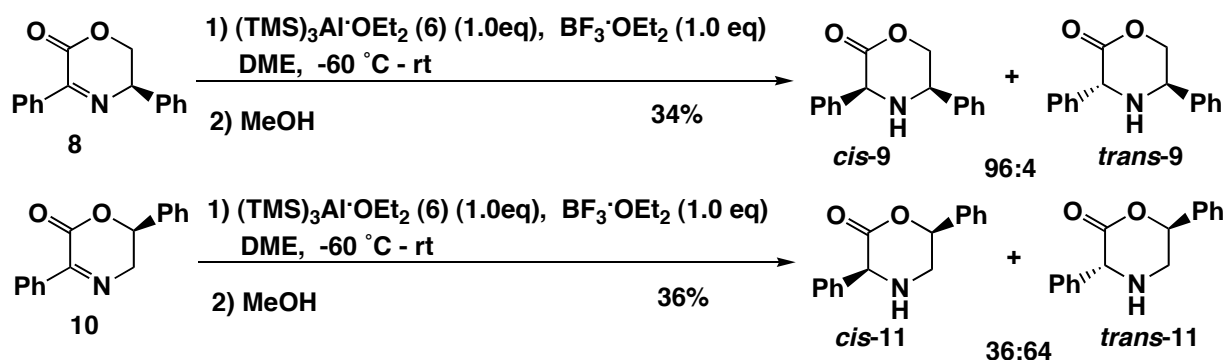 1) (TMS)₃Al·OEt₂ (6) (1.0eq), BF₃·OEt₂ (1.0 eq)
DME, -60 °C - rt
2) MeOH 34%
O O Ph N Ph
8
O O Ph N H Ph
cis-9
+
O O Ph N H Ph
trans-9
96:4
1) (TMS)₃Al·OEt₂ (6) (1.0eq), BF₃·OEt₂ (1.0 eq)
DME, -60 °C - rt
2) MeOH 36%
O O Ph Ph N
10
O O Ph Ph N H
cis-11
+
O O Ph Ph N H
trans-11
36:64